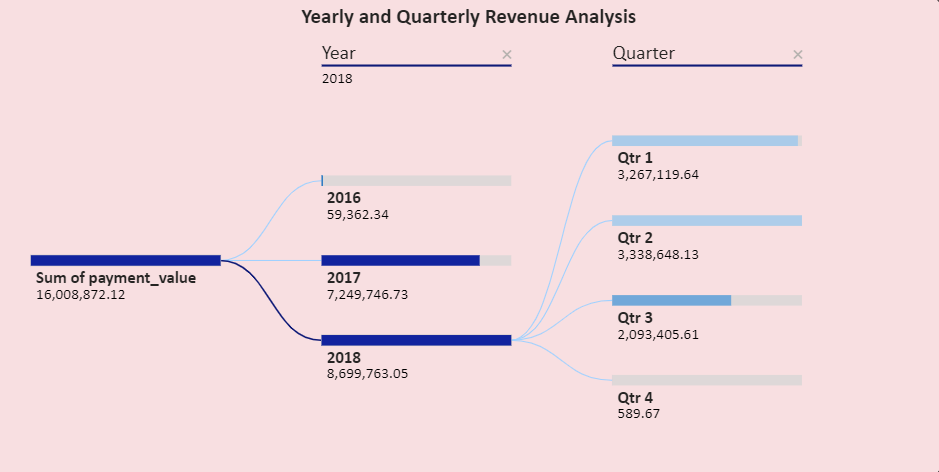 Yearly and Quarterly Revenue Analysis
Year
2018
Quarter
Sum of payment_value
16,008,872.12
2016
59,362.34
2017
7,249,746.73
2018
8,699,763.05
Qtr 1
3,267,119.64
Qtr 2
3,338,648.13
Qtr 3
2,093,405.61
Qtr 4
589.67